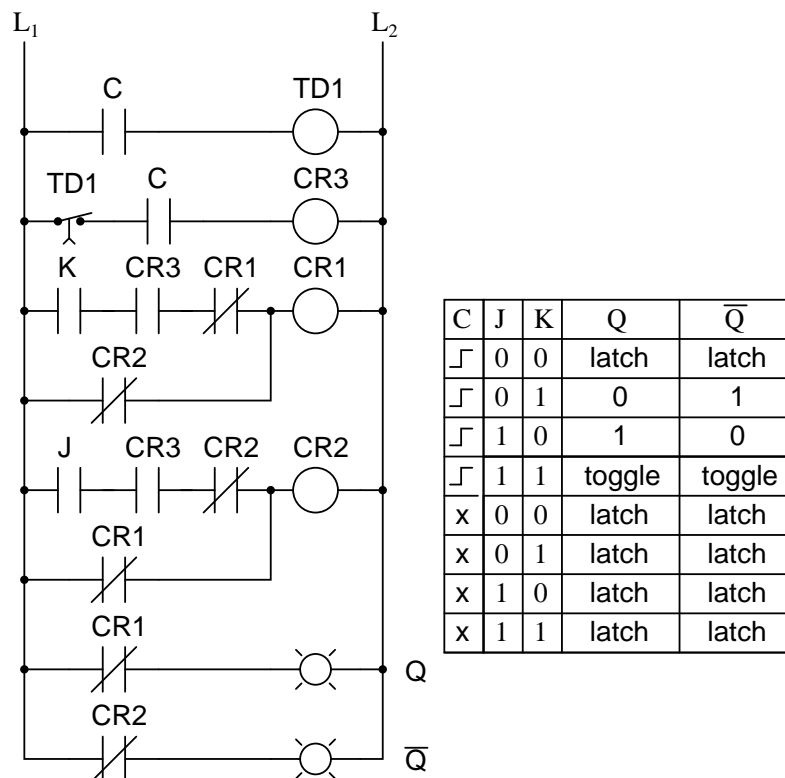 L₁ L₂
C TD1
TD1 C CR3
K CR3 CR1 CR1
CR2
J CR3 CR2 CR2
CR1
CR1
Q
CR2
Q̅
C J K Q Q̅
0 0 latch latch
0 1 0 1
1 0 1 0
1 1 toggle toggle
x 0 0 latch latch
x 0 1 latch latch
x 1 0 latch latch
x 1 1 latch latch